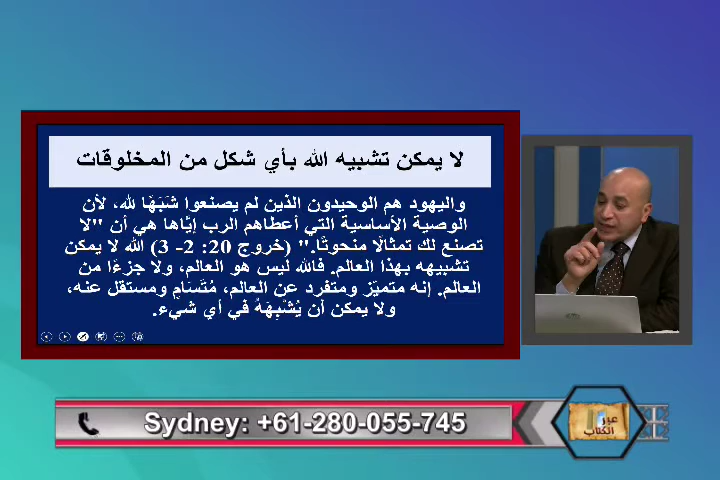 لا يمكن تشبيه الله بأي شكل من المخلوقات
واليهود هم الوحيدون الذين لم يصنعوا شَبَهًا لله، لأن
الوصية الأساسية التي أعطاهم الرب إيَّاها هي أن "لا
تصنع لك تمثالًا منحوتًا." (خروج 20: 2- 3) الله لا يمكن
تشبيهه بهذا العالم. فالله ليس هو العالم، ولا جزءًا من
العالم. إنه متميّز ومتفرد عن العالم، مُتَسَامٍ ومستقل عنه،
ولا يمكن أن يُشْبِهَهُ في أي شيء.
Sydney: +61-280-055-745
عبر
الكتاب